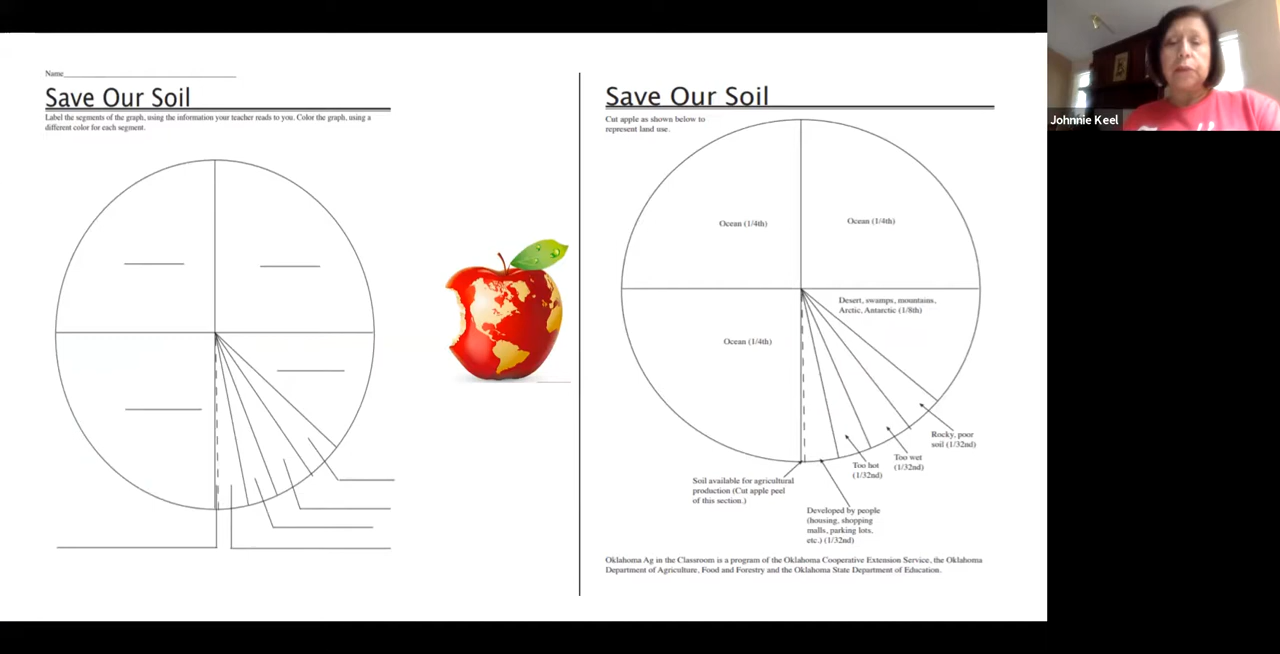 Name
Save Our Soil
Label the segments of the graph, using the information your teacher reads to you. Color the graph, using a
different color for each segment.
Save Our Soil
Cut apple as shown below to
represent land use.
Ocean (1/4th)
Ocean (1/4th)
Desert, swamps, mountains,
Arctic, Antarctic (1/8th)
Ocean (1/4th)
Rocky, poor
soil (1/32nd)
Too wet
(1/32nd)
Too hot
(1/32nd)
Soil available for agricultural
production (Cut apple peel
of this section.)
Developed by people
(housing, shopping
malls, parking lots,
etc.) (1/32nd)
Oklahoma Ag in the Classroom is a program of the Oklahoma Cooperative Extension Service, the Oklahoma
Department of Agriculture, Food and Forestry and the Oklahoma State Department of Education.
Johnnie Keel